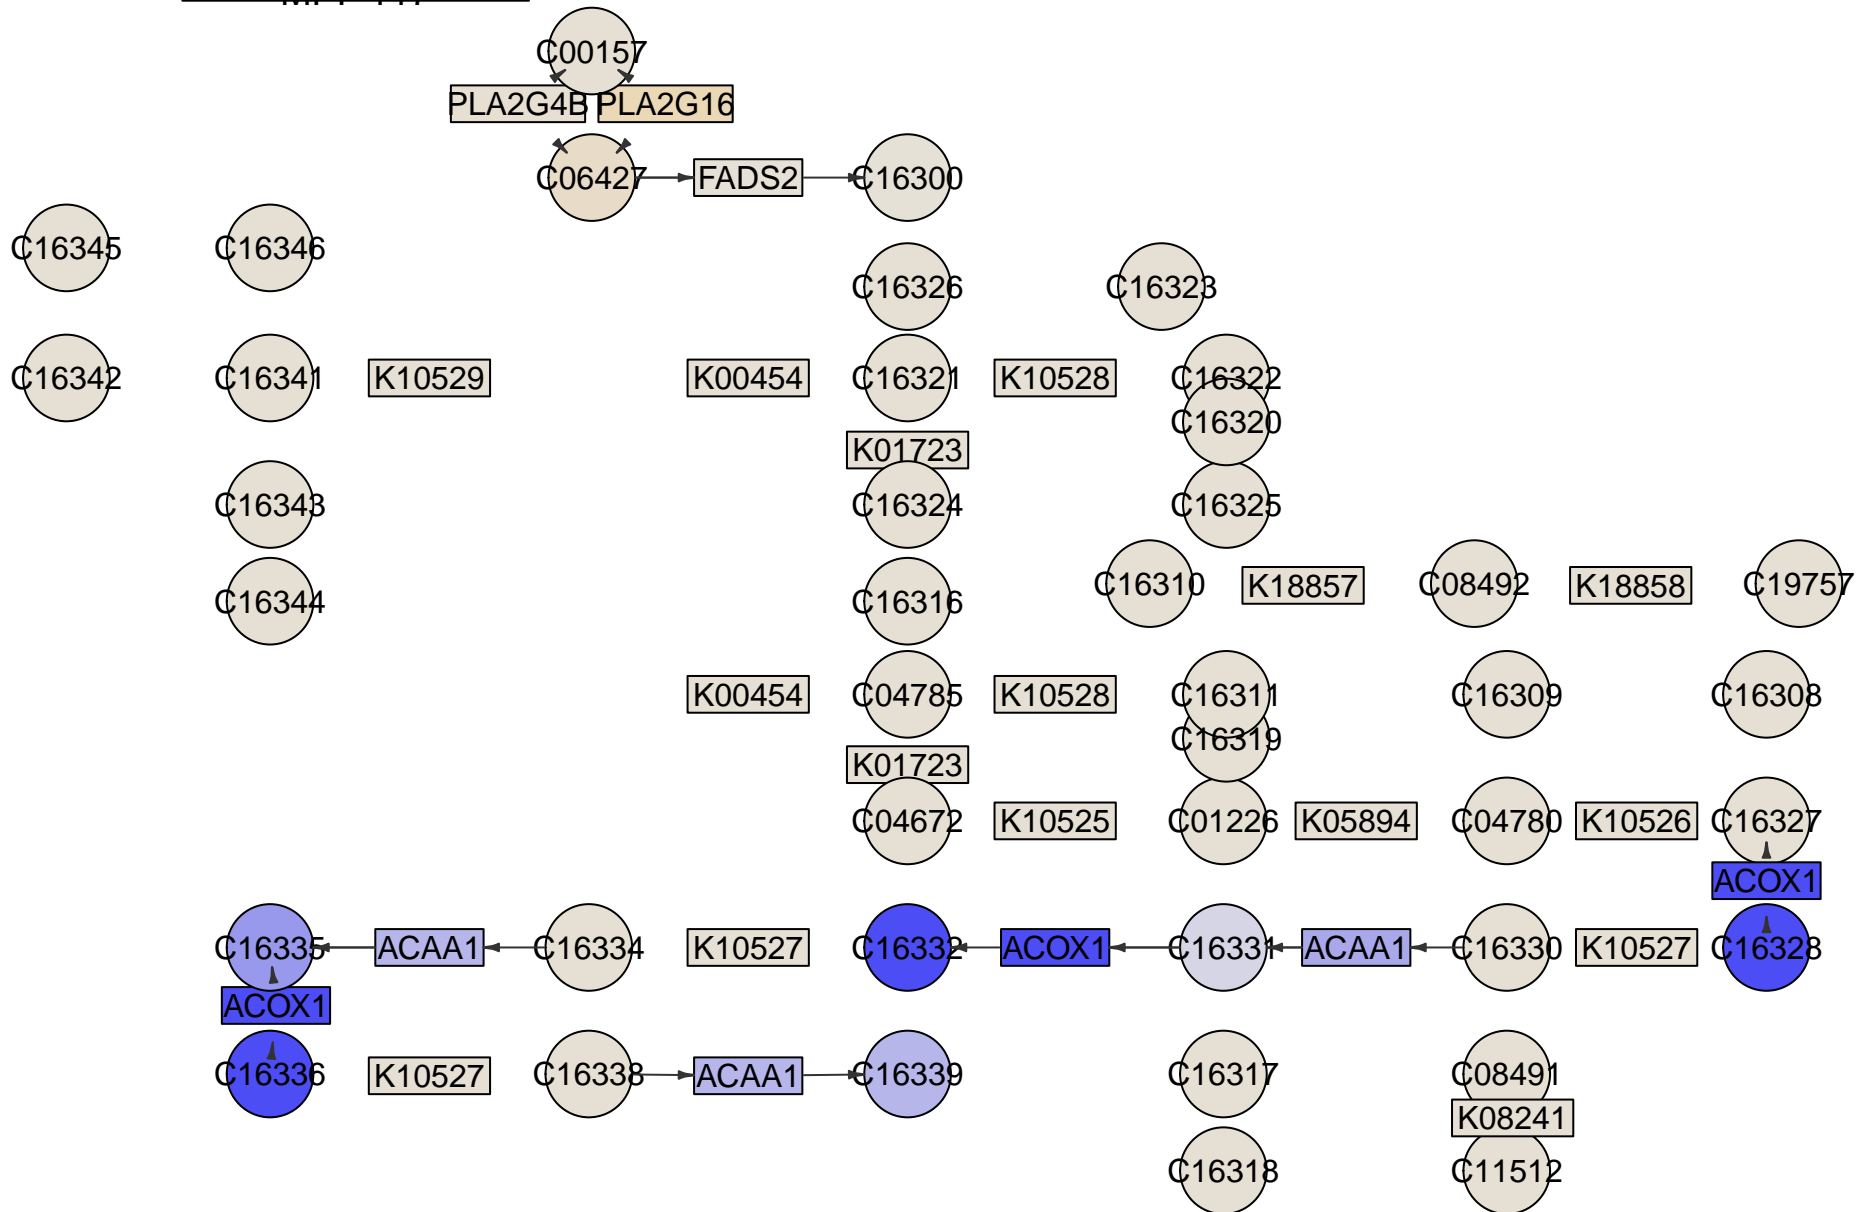 C00157
PLA2G4B PLA2G16
C06427 FADS2 C16300
C16345 C16346
C16326 C16323
C16342 C16341 K10529 K00454 C16321 K10528 C16322
C16320
K01723
C16343 C16324 C16325
C16310 K18857 C08492 K18858 C19757
C16344 C16316
K00454 C04785 K10528 C16311 C16309 C16308
C16319
K01723
C04672 K10525 C01226 K05894 C04780 K10526 C16327
ACOX1
C16335 ACAA1 C16334 K10527 C16332 ACOX1 C16331 ACAA1 C16330 K10527 C16328
ACOX1
C16336 K10527 C16338 ACAA1 C16339 C16317 C08491
K08241
C16318 C11512